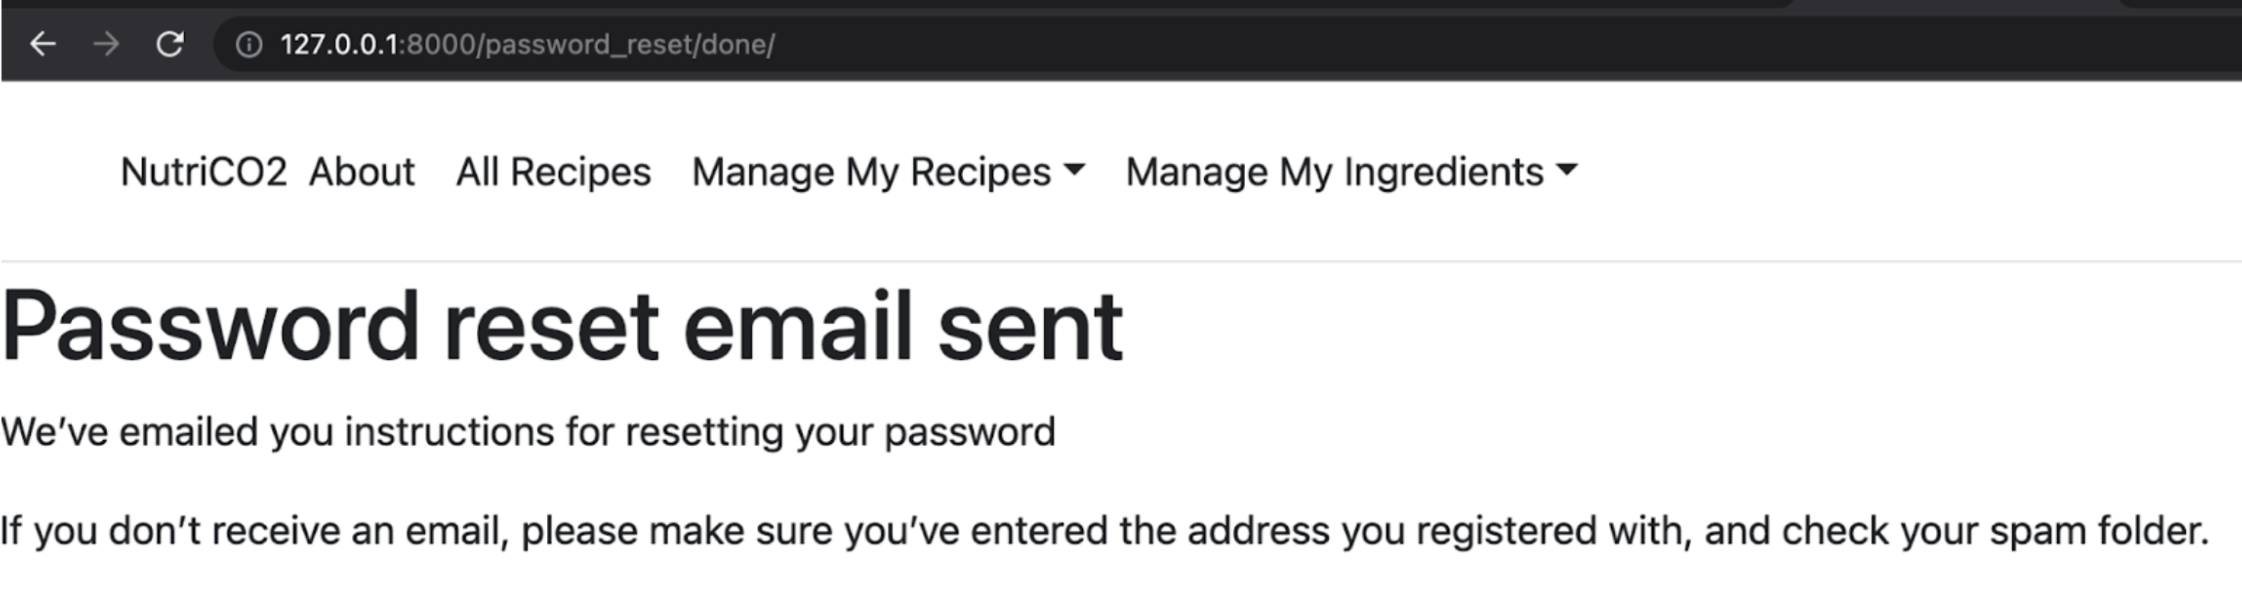 127.0.0.1:8000/password_reset/done/
NutriCO2 About All Recipes Manage My Recipes Manage My Ingredients
Password reset email sent
We’ve emailed you instructions for resetting your password
If you don’t receive an email, please make sure you’ve entered the address you registered with, and check your spam folder.